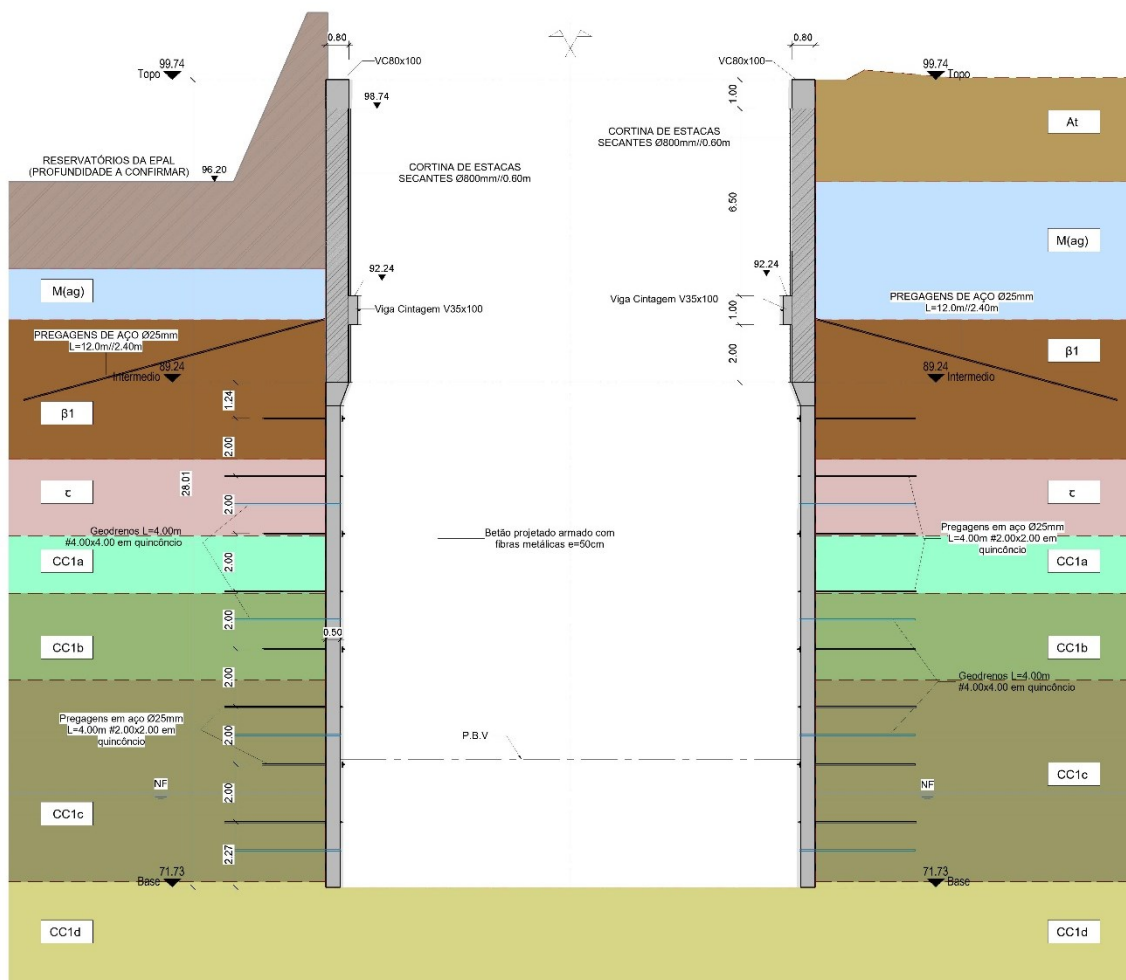 0.80
VC80x100
99.74
Topo
98.74
RESERVATÓRIOS DA EPAL
(PROFUNDIDADE A CONFIRMAR)
96.20
CORTINA DE ESTACAS
SECANTES Ø800mm//0.60m
M(ag)
92.24
Viga Cintagem V35x100
PREGAGENS DE AÇO Ø25mm
L=12.0m//2.40m
89.24
Intermedio
β1
1.24
2.00
28.01
τ
2.00
Geodrenos L=4.00m
#4.00x4.00 em quincôncio
CC1a
2.00
2.00
0.50
CC1b
2.00
Pregagens em aço Ø25mm
L=4.00m #2.00x2.00 em
quincôncio
2.00
NF
2.00
CC1c
2.27
71.73
Base
CC1d
Betão projetado armado com
fibras metálicas e=50cm
P.B.V
0.80
VC80x100
99.74
Topo
1.00
At
CORTINA DE ESTACAS
SECANTES Ø800mm//0.60m
6.50
M(ag)
92.24
Viga Cintagem V35x100
1.00
PREGAGENS DE AÇO Ø25mm
L=12.0m//2.40m
2.00
β1
89.24
Intermedio
τ
Pregagens em aço Ø25mm
L=4.00m #2.00x2.00 em
quincôncio
CC1a
CC1b
Geodrenos L=4.00m
#4.00x4.00 em quincôncio
CC1c
NF
71.73
Base
CC1d